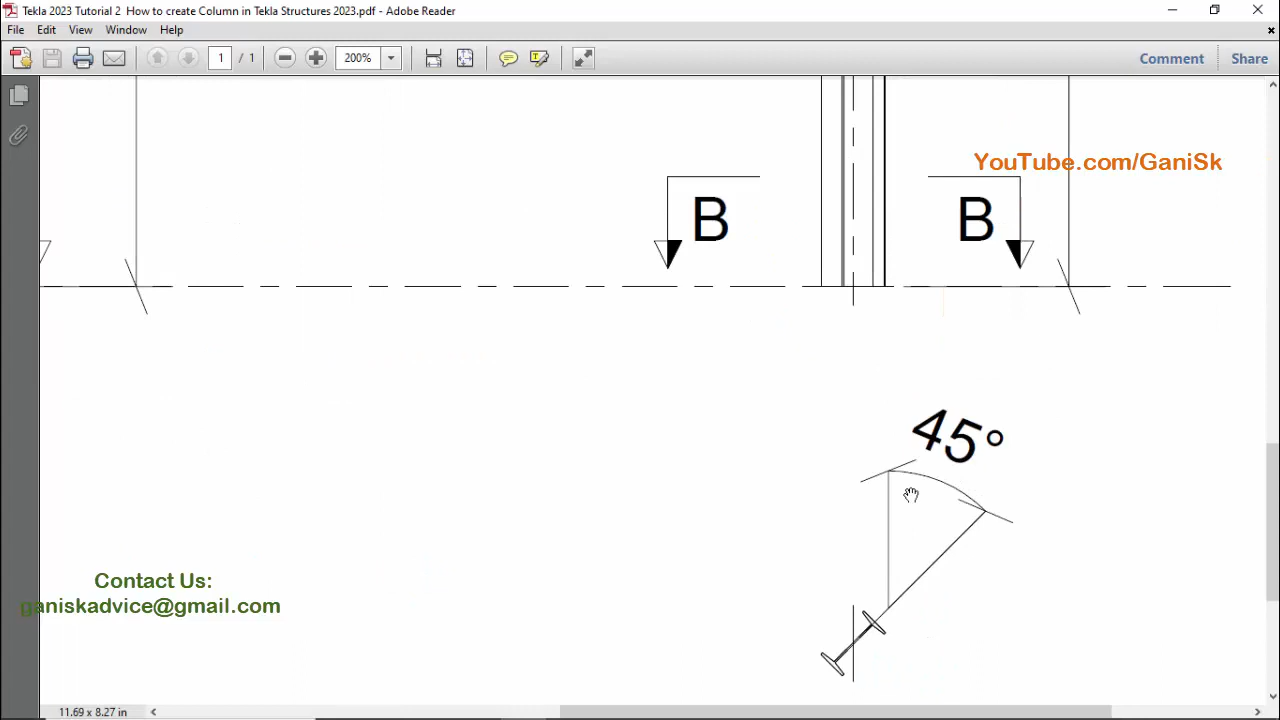 Tekla 2023 Tutorial 2 How to create Column in Tekla Structures 2023.pdf - Adobe Reader
File Edit View Window Help
1 / 1 200% Comment Share
YouTube.com/GaniSk
B B
45°
Contact Us:
ganiskadvice@gmail.com
11.69 x 8.27 in